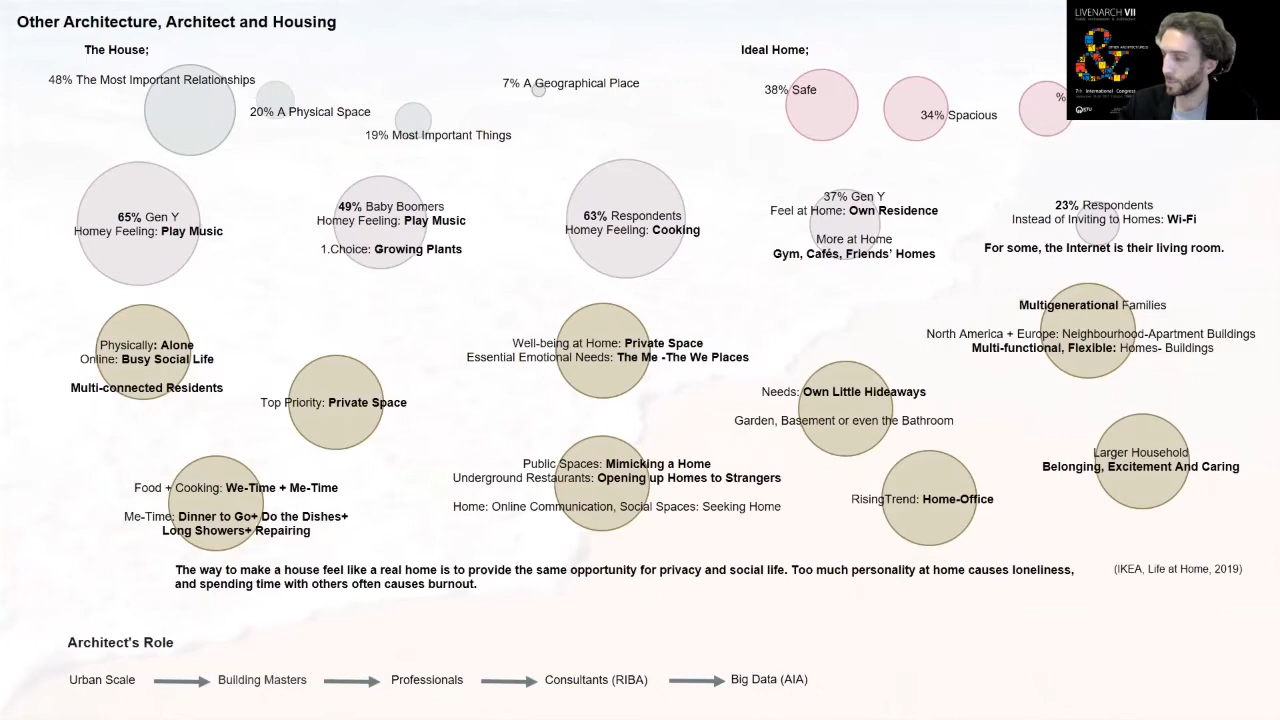 Other Architecture, Architect and Housing
The House;
Ideal Home;
48% The Most Important Relationships
20% A Physical Space
19% Most Important Things
7% A Geographical Place
38% Safe
34% Spacious
%
LIVENARCH VII
OTHER ARCHITECTURE(S)
7th International Congress
KTU
65% Gen Y
Homey Feeling: Play Music
49% Baby Boomers
Homey Feeling: Play Music
1.Choice: Growing Plants
63% Respondents
Homey Feeling: Cooking
37% Gen Y
Feel at Home: Own Residence
More at Home
Gym, Cafés, Friends’ Homes
23% Respondents
Instead of Inviting to Homes: Wi-Fi
For some, the Internet is their living room.
Physically: Alone
Online: Busy Social Life
Multi-connected Residents
Top Priority: Private Space
Well-being at Home: Private Space
Essential Emotional Needs: The Me -The We Places
Needs: Own Little Hideaways
Garden, Basement or even the Bathroom
Multigenerational Families
North America + Europe: Neighbourhood-Apartment Buildings
Multi-functional, Flexible: Homes- Buildings
Food + Cooking: We-Time + Me-Time
Me-Time: Dinner to Go+ Do the Dishes+
Long Showers+ Repairing
Public Spaces: Mimicking a Home
Underground Restaurants: Opening up Homes to Strangers
Home: Online Communication, Social Spaces: Seeking Home
RisingTrend: Home-Office
Larger Household
Belonging, Excitement And Caring
The way to make a house feel like a real home is to provide the same opportunity for privacy and social life. Too much personality at home causes loneliness,
and spending time with others often causes burnout.
(IKEA, Life at Home, 2019)
Architect's Role
Urban Scale
Building Masters
Professionals
Consultants (RIBA)
Big Data (AIA)